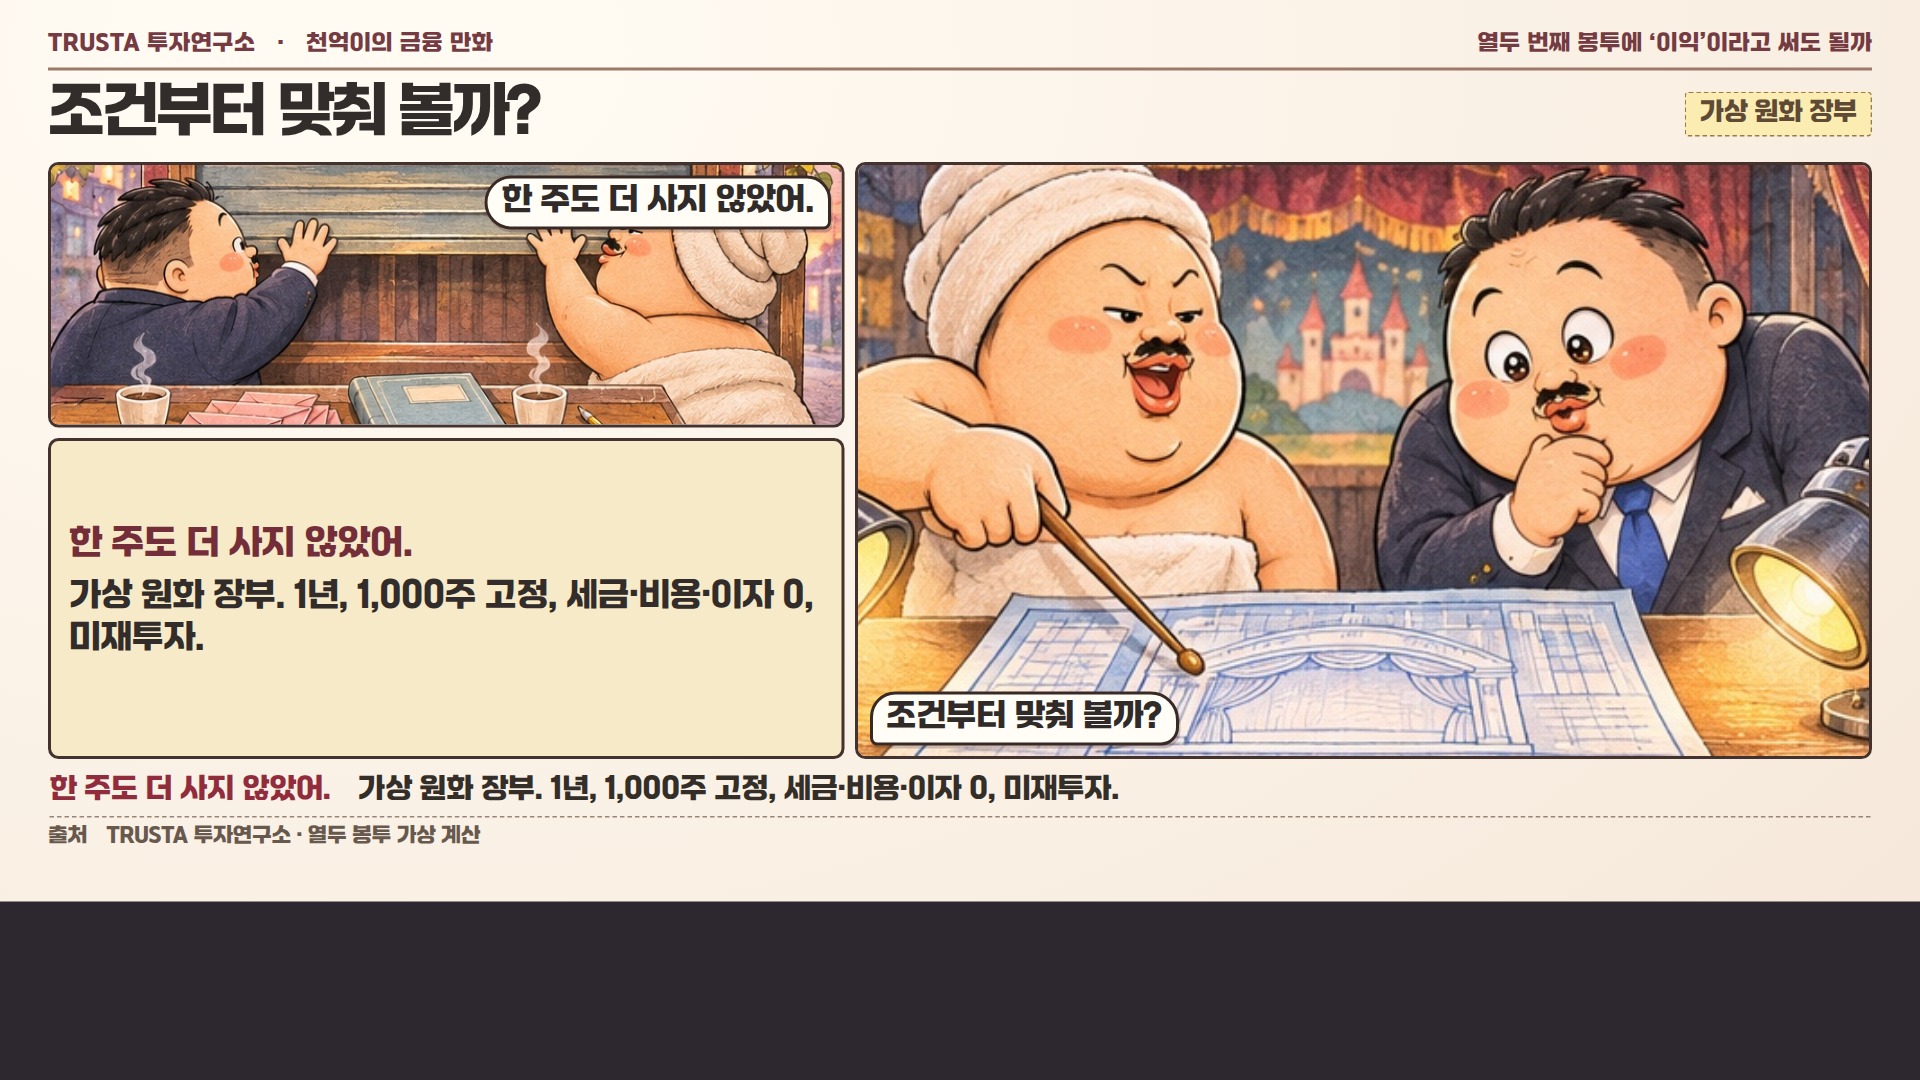 TRUSTA 투자연구소 · 천억이의 금융 만화
열두 번째 봉투에 ‘이익’이라고 써도 될까
조건부터 맞춰 볼까?
가상 원화 장부
한 주도 더 사지 않았어.
한 주도 더 사지 않았어.
가상 원화 장부. 1년, 1,000주 고정, 세금·비용·이자 0,
미재투자.
조건부터 맞춰 볼까?
한 주도 더 사지 않았어. 가상 원화 장부. 1년, 1,000주 고정, 세금·비용·이자 0, 미재투자.
출처 TRUSTA 투자연구소 · 열두 봉투 가상 계산